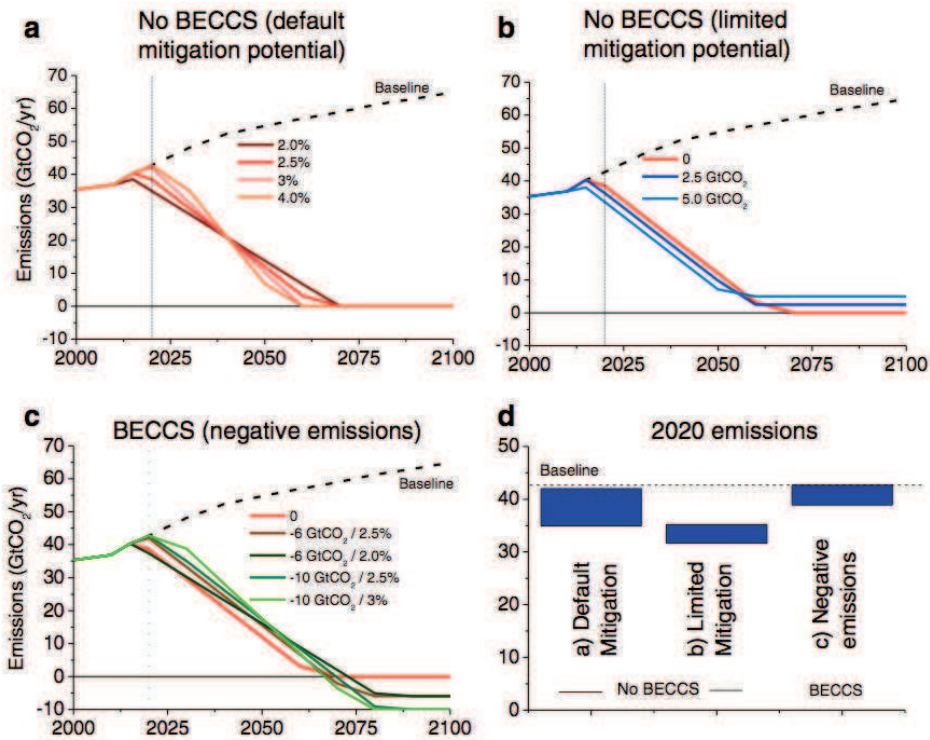 a
No BECCS (default
mitigation potential)
70
60
50
40
30
20
10
0
-10
Emissions (GtCO₂/yr)
Baseline
2.0%
2.5%
3%
4.0%
2000 2025 2050 2075 2100
b
No BECCS (limited
mitigation potential)
70
60
50
40
30
20
10
0
-10
Baseline
0
2.5 GtCO₂
5.0 GtCO₂
2000 2025 2050 2075 2100
c
BECCS (negative emissions)
70
60
50
40
30
20
10
0
-10
Emissions (GtCO₂/yr)
Baseline
0
-6 GtCO₂ / 2.5%
-6 GtCO₂ / 2.0%
-10 GtCO₂ / 2.5%
-10 GtCO₂ / 3%
2000 2025 2050 2075 2100
d
2020 emissions
50
40
30
20
10
0
Baseline
a) Default
Mitigation
b) Limited
Mitigation
c) Negative
emissions
No BECCS
BECCS